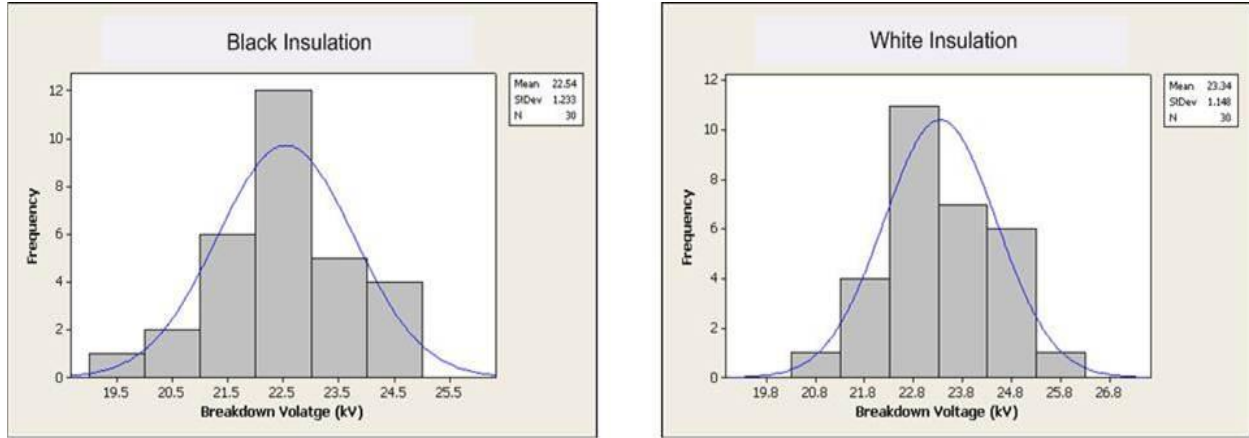 Black Insulation
Mean 22.54
StDev 1.233
N 30
Frequency
12
10
8
6
4
2
0
19.5 20.5 21.5 22.5 23.5 24.5 25.5
Breakdown Volatge (kV)
White Insulation
Mean 23.34
StDev 1.148
N 30
Frequency
12
10
8
6
4
2
0
19.8 20.8 21.8 22.8 23.8 24.8 25.8 26.8
Breakdown Voltage (kV)